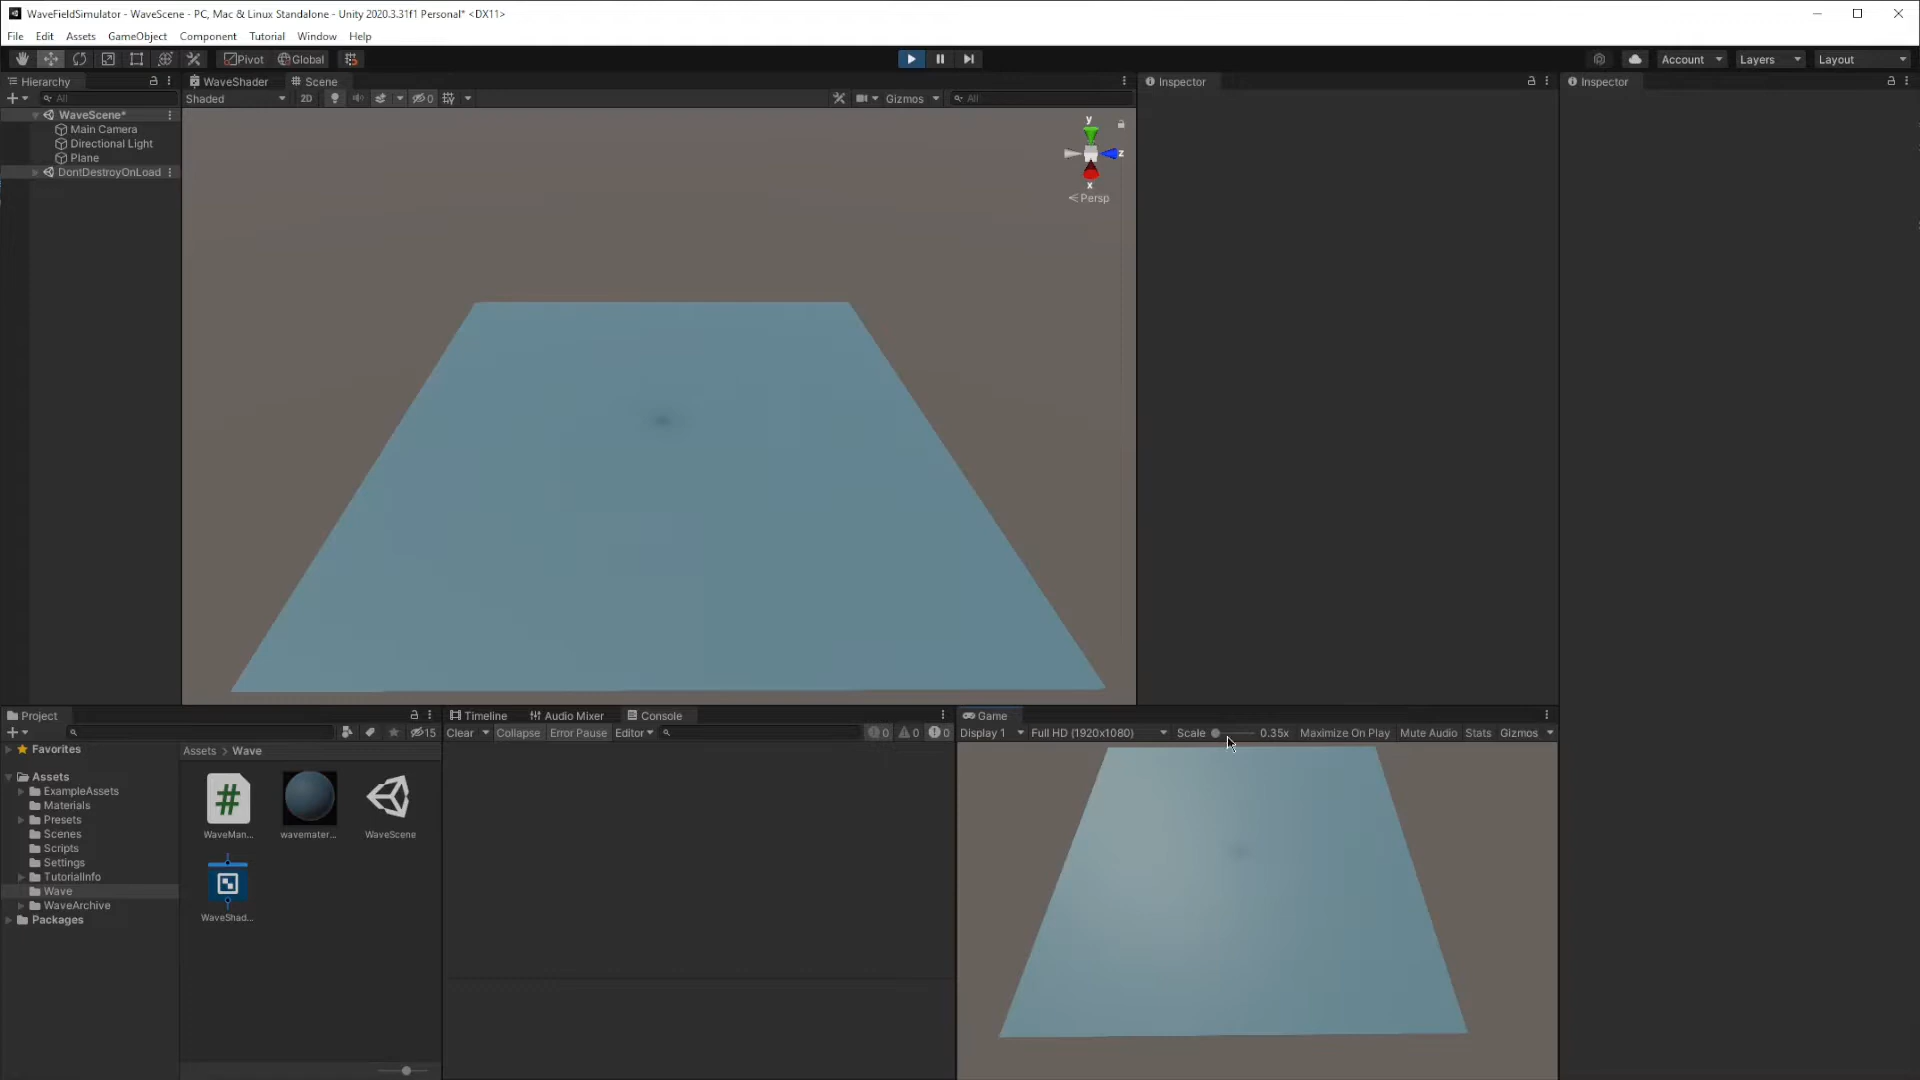 WaveFieldSimulator - WaveScene - PC, Mac & Linux Standalone - Unity 2020.3.31f1 Personal* <DX11>
File Edit Assets GameObject Component Tutorial Window Help
Pivot Global Account Layers Layout
Hierarchy WaveShader Scene Inspector Inspector
All Shaded 2D 0 Gizmos All
WaveScene*
Main Camera
Directional Light
Plane
DontDestroyOnLoad
y
z
x
Persp
Project Timeline Audio Mixer Console Game
15 Clear Collapse Error Pause Editor 0 0 0 Display 1 Full HD (1920x1080) Scale 0.35x Maximize On Play Mute Audio Stats Gizmos
Favorites
Assets > Wave
Assets
ExampleAssets
Materials
Presets
Scenes
Scripts
Settings
TutorialInfo
Wave
WaveArchive
Packages
#
WaveMan... wavemater... WaveScene
WaveShad...